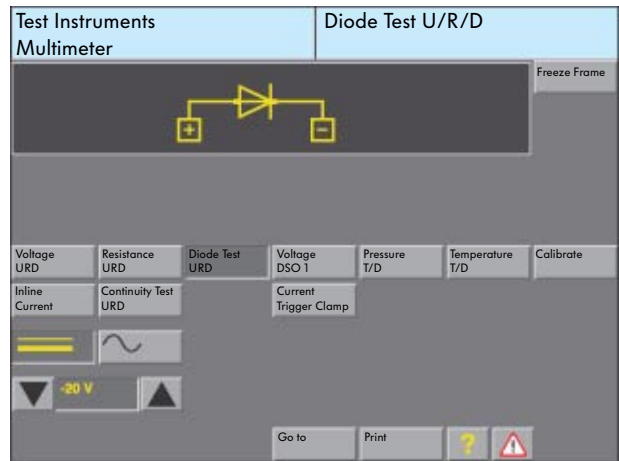 Test Instruments
Multimeter
Diode Test U/R/D
Freeze Frame
+
-
Voltage
URD
Resistance
URD
Diode Test
URD
Voltage
DSO 1
Pressure
T/D
Temperature
T/D
Calibrate
Inline
Current
Continuity Test
URD
Current
Trigger Clamp
-20 V
Go to
Print
?